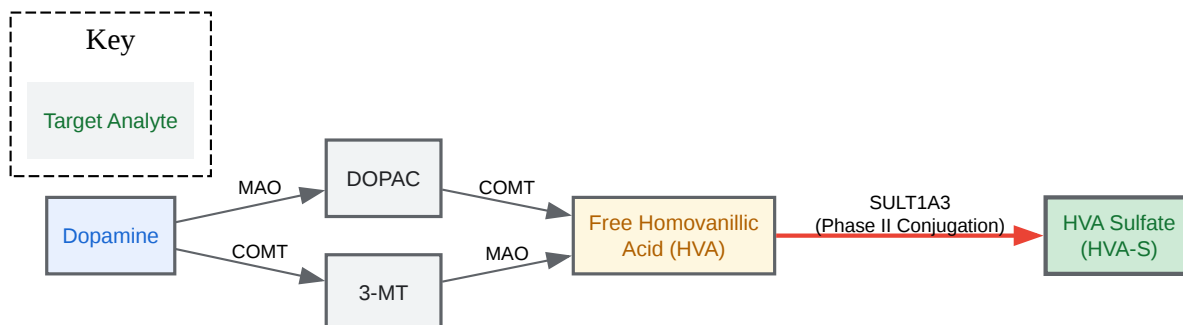 Key
Target Analyte
Dopamine
MAO
COMT
DOPAC
3-MT
COMT
MAO
Free Homovanillic
Acid (HVA)
SULT1A3
(Phase II Conjugation)
HVA Sulfate
(HVA-S)